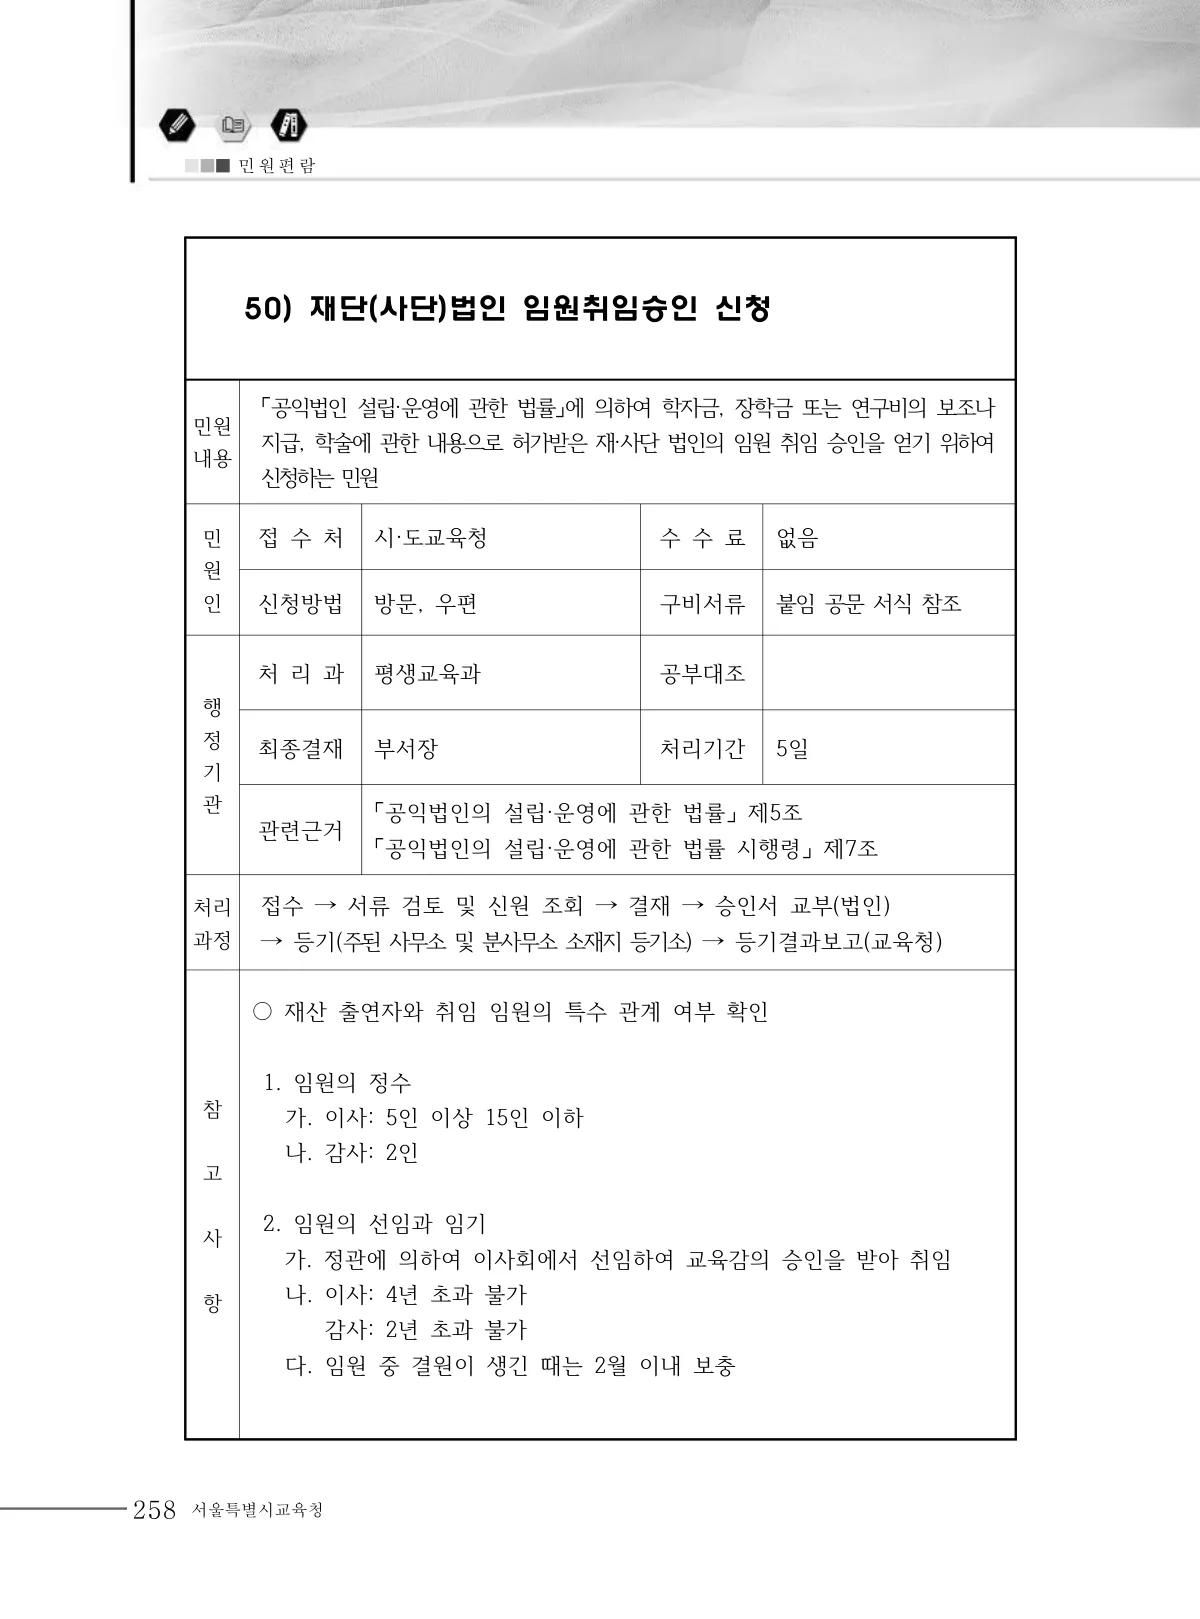 민원편람
50) 재단(사단)법인 임원취임승인 신청
민원
내용
「공익법인 설립·운영에 관한 법률」에 의하여 학자금, 장학금 또는 연구비의 보조나
지급, 학술에 관한 내용으로 허가받은 재·사단 법인의 임원 취임 승인을 얻기 위하여
신청하는 민원
민
원
인
접 수 처 시·도교육청 수 수 료 없음
신청방법 방문, 우편 구비서류 붙임 공문 서식 참조
행
정
기
관
처 리 과 평생교육과 공부대조
최종결재 부서장 처리기간 5일
관련근거
「공익법인의 설립·운영에 관한 법률」 제5조
「공익법인의 설립·운영에 관한 법률 시행령」 제7조
처리
과정
접수 → 서류 검토 및 신원 조회 → 결재 → 승인서 교부(법인)
→ 등기(주된 사무소 및 분사무소 소재지 등기소) → 등기결과보고(교육청)
참
고
사
항
○ 재산 출연자와 취임 임원의 특수 관계 여부 확인
1. 임원의 정수
가. 이사: 5인 이상 15인 이하
나. 감사: 2인
2. 임원의 선임과 임기
가. 정관에 의하여 이사회에서 선임하여 교육감의 승인을 받아 취임
나. 이사: 4년 초과 불가
감사: 2년 초과 불가
다. 임원 중 결원이 생긴 때는 2월 이내 보충
258 서울특별시교육청